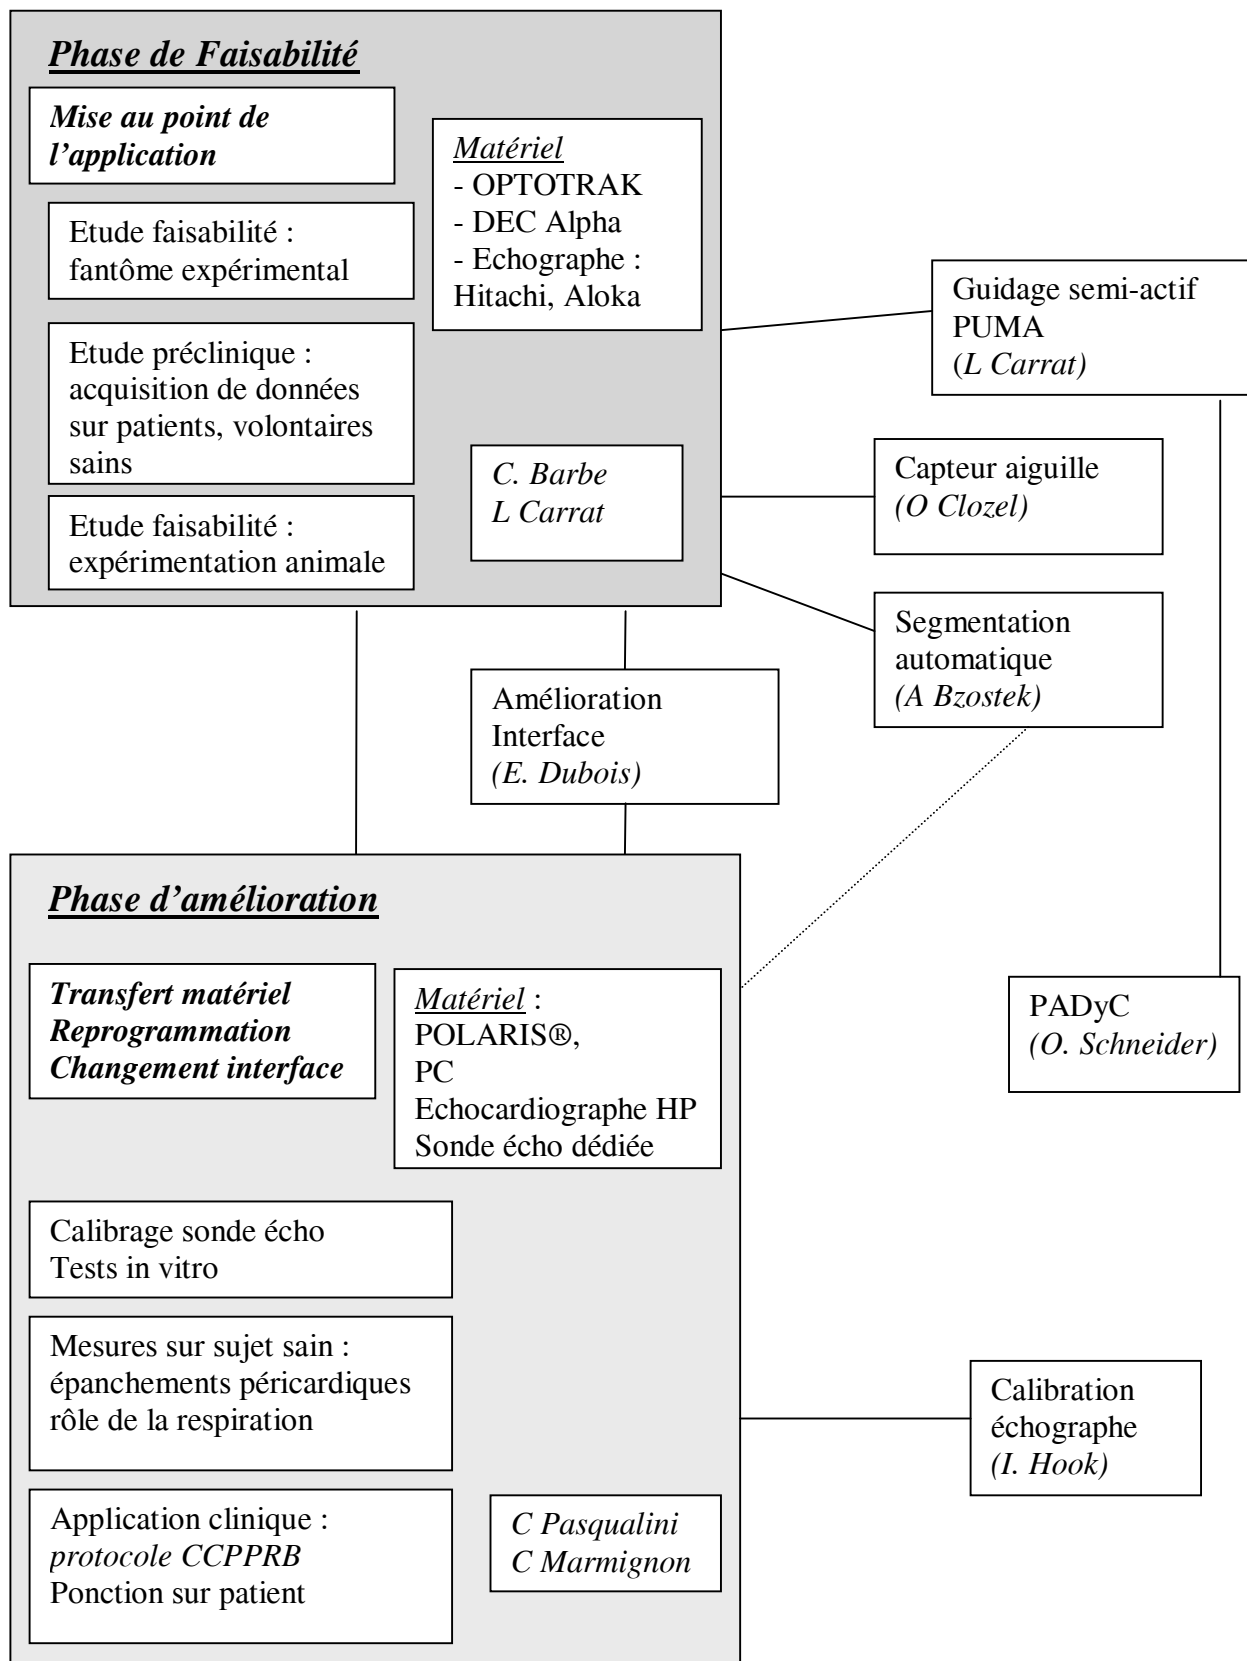 Phase de Faisabilité
Mise au point de
l’application
Matériel
- OPTOTRAK
- DEC Alpha
- Echographe :
Hitachi, Aloka
Etude faisabilité :
fantôme expérimental
Etude préclinique :
acquisition de données
sur patients, volontaires
sains
Etude faisabilité :
expérimentation animale
C. Barbe
L Carrat
Guidage semi-actif
PUMA
(L Carrat)
Capteur aiguille
(O Clozel)
Segmentation
automatique
(A Bzostek)
Amélioration
Interface
(E. Dubois)
Phase d’amélioration
Transfert matériel
Reprogrammation
Changement interface
Matériel :
POLARIS®,
PC
Echocardiographe HP
Sonde écho dédiée
PADyC
(O. Schneider)
Calibrage sonde écho
Tests in vitro
Mesures sur sujet sain :
épanchements péricardiques
rôle de la respiration
Calibration
échographe
(I. Hook)
Application clinique :
protocole CCPPRB
Ponction sur patient
C Pasqualini
C Marmignon